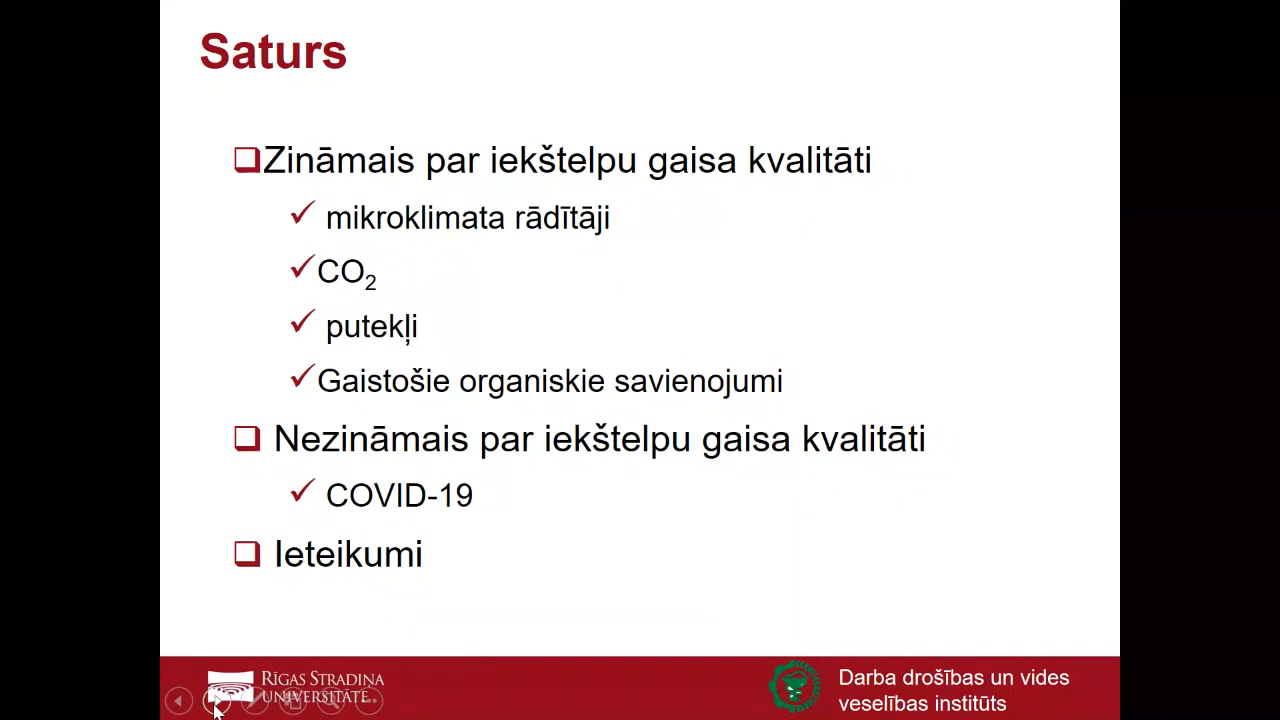 Saturs
Zināmais par iekštelpu gaisa kvalitāti
mikroklimata rādītāji
CO₂
putekļi
Gaistošie organiskie savienojumi
Nezināmais par iekštelpu gaisa kvalitāti
COVID-19
Ieteikumi
RĪGAS STRADIŅA
UNIVERSITĀTE
Darba drošības un vides
veselības institūts